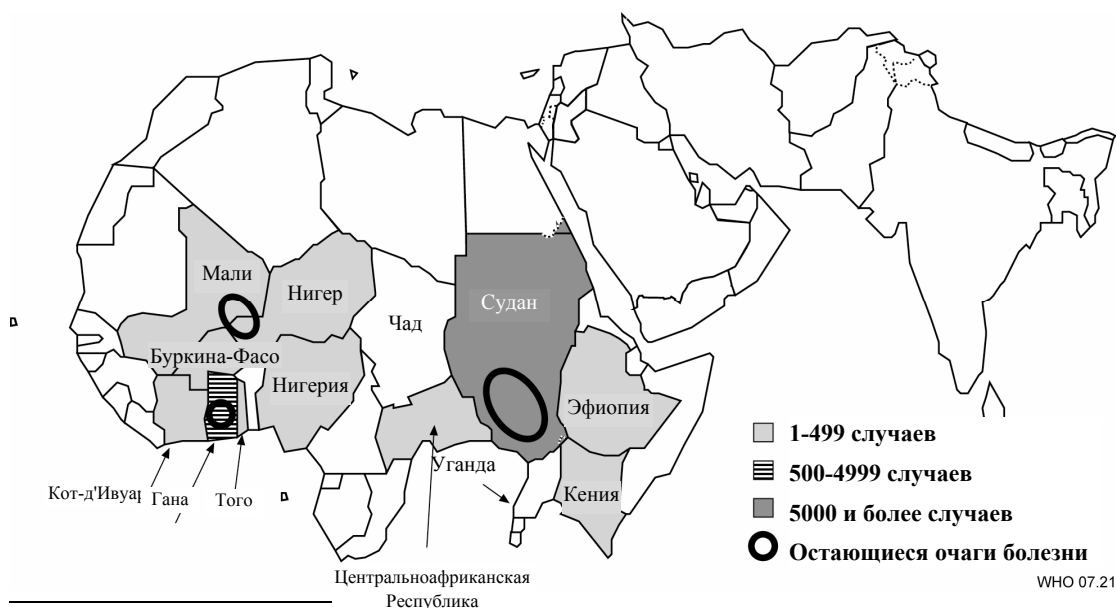 Мали
Нигер
Чад
Судан
Буркина-Фасо
Нигерия
Эфиопия
Уганда
Кения
Кот-д'Ивуар
Гана
Того
Центральноафриканская
Республика
1-499 случаев
500-4999 случаев
5000 и более случаев
Остающиеся очаги болезни
WHO 07.21